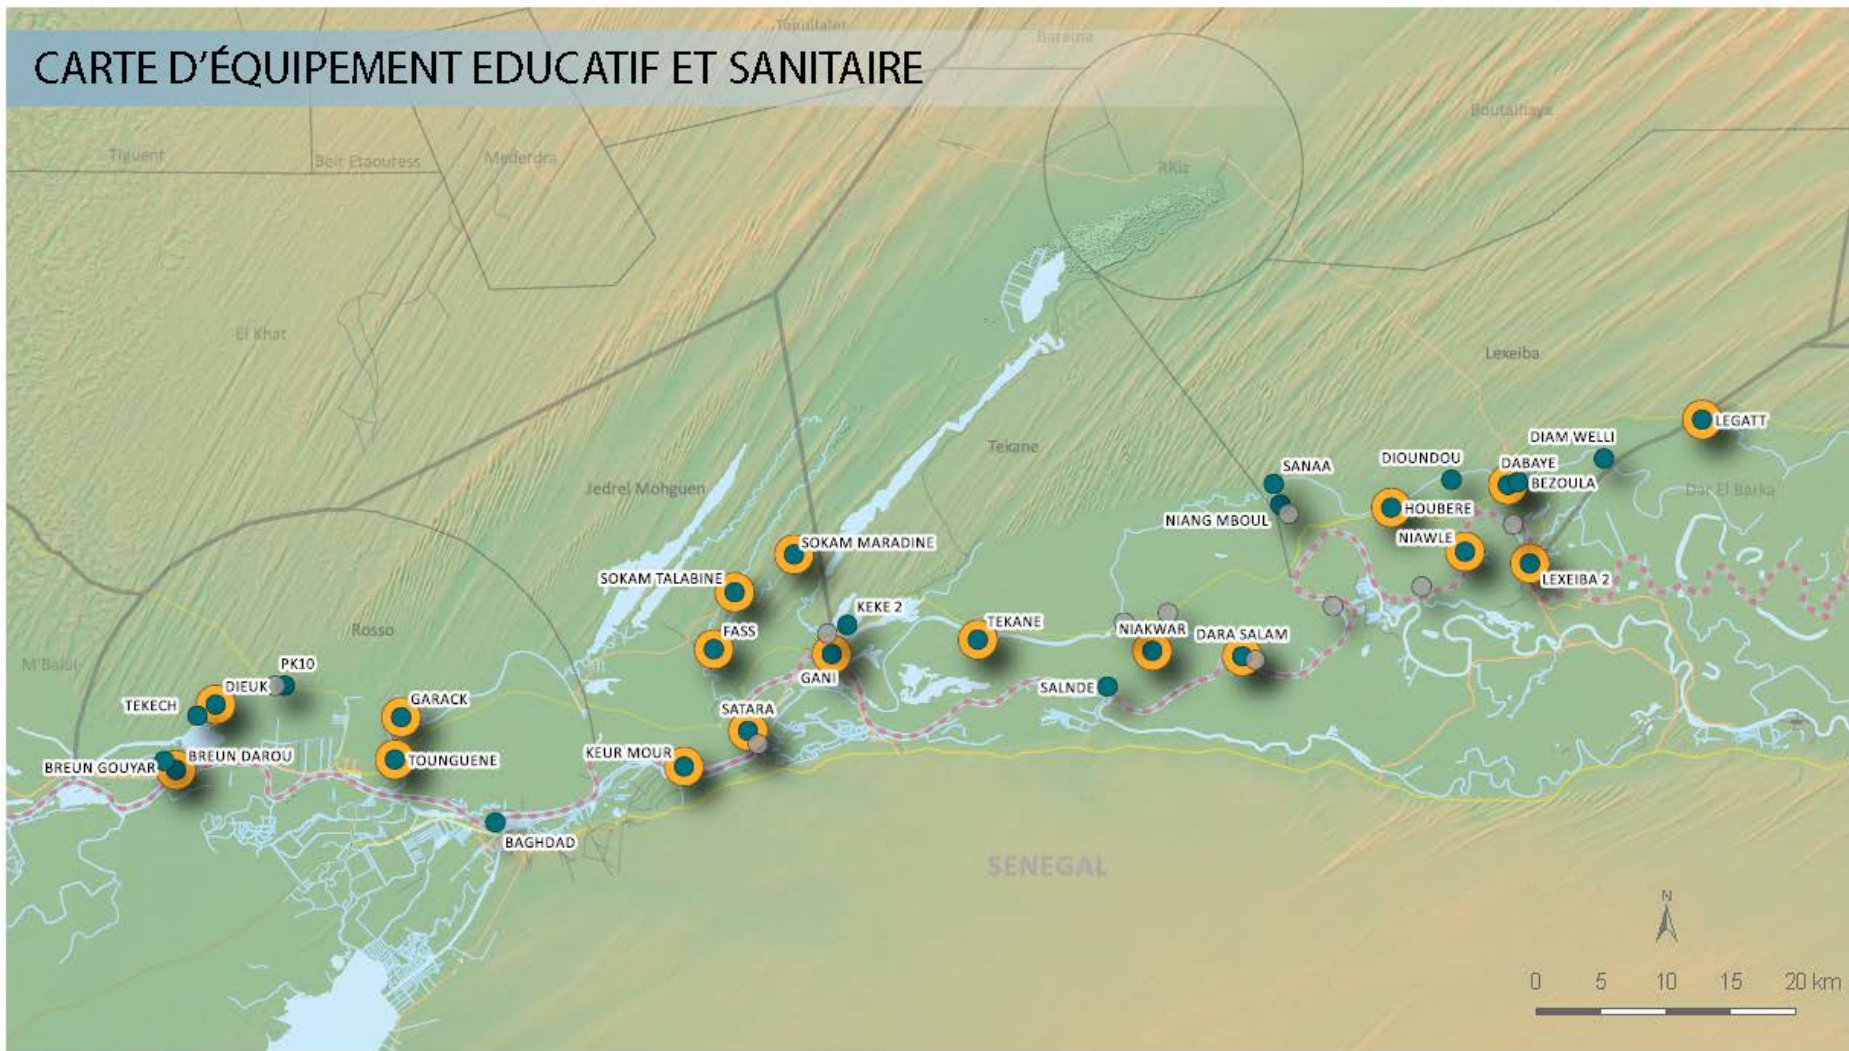 Toguilalet
Bareina
CARTE D'ÉQUIPEMENT EDUCATIF ET SANITAIRE
Boutalhaya
Tiguent
Beir Etaouress
Mederdra
RKiz
El Khat
Lexeiba
LEGATT
DIAM WELLI
Tekane
SANAA
DIOUNDOU
DABAYE
BEZOULA
Jedrel Mohguen
Dar El Barka
HOUBERE
NIANG MBOUL
NIAWLE
SOKAM MARADINE
SOKAM TALABINE
LEXEIBA 2
KEKE 2
TEKANE
Rosso
FASS
NIAKWAR
DARA SALAM
M'Balal
PK10
GANI
DIEUK
SALNDE
GARACK
TEKECH
SATARA
KEUR MOUR
BREUN DAROU
TOUNGUENE
BREUN GOUYAR
BAGHDAD
SENEGAL
N
0 5 10 15 20 km